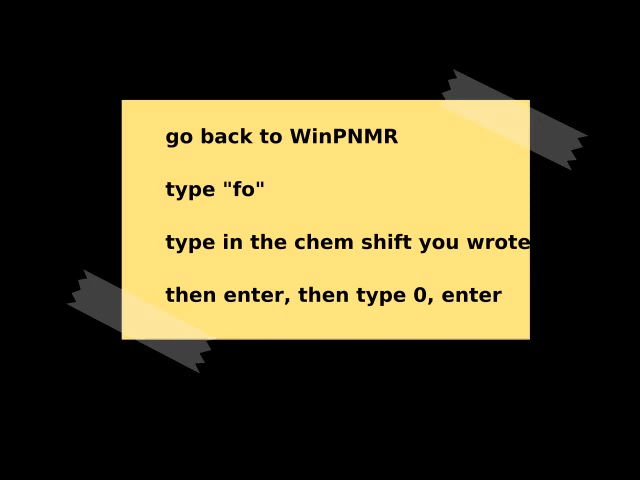 go back to WinPNMR
type "fo"
type in the chem shift you wrote
then enter, then type 0, enter